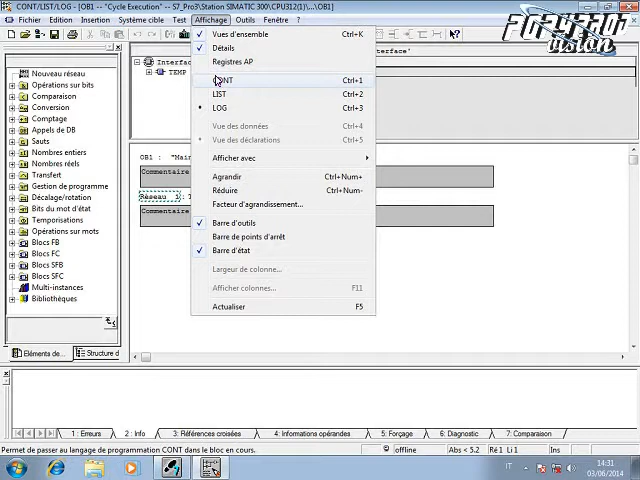 CONT/LIST/LOG - [OB1 -- "Cycle Execution" -- S7_Pro3\Station SIMATIC 300\CPU312(1)\...\OB1]
Fichier Edition Insertion Système cible Test Affichage Outils Fenêtre ?
Vues d'ensemble Ctrl+K
Détails
Registres AP
CONT Ctrl+1
LIST Ctrl+2
LOG Ctrl+3
Vue des données Ctrl+4
Vue des déclarations Ctrl+5
Afficher avec
Agrandir Ctrl+Num+
Réduire Ctrl+Num-
Facteur d'agrandissement...
Barre d'outils
Barre de points d'arrêt
Barre d'état
Largeur de colonne...
Afficher colonnes... F11
Actualiser F5
Nouveau réseau
Opérations sur bits
Comparaison
Conversion
Comptage
Appels de DB
Sauts
Nombres entiers
Nombres réels
Transfert
Gestion de programme
Décalage/rotation
Bits du mot d'état
Temporisations
Opérations sur mots
Blocs FB
Blocs FC
Blocs SFB
Blocs SFC
Multi-instances
Bibliothèques
Eléments de...
Structure d
Interface
TEMP
OB1 : "Main
Commentaire
Réseau 1: T
Commentaire
1 : Erreurs 2 : Info 3 : Références croisées 4 : Informations opérandes 5 : Forçage 6 : Diagnostic 7 : Comparaison
Permet de passer au langage de programmation CONT dans le bloc en cours. offline Abs < 5.2 Ré 1 Li 1 Ins
IT
14:31
03/06/2014
vision